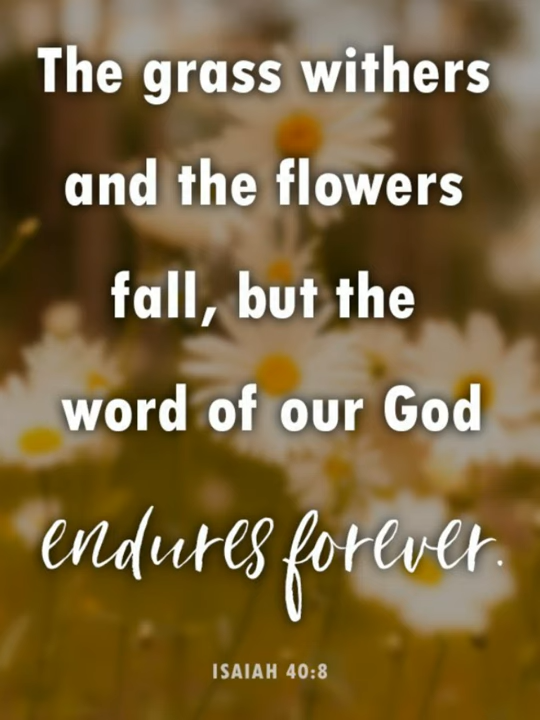 The grass withers
and the flowers
fall, but the
word of our God
endures forever.
ISAIAH 40:8